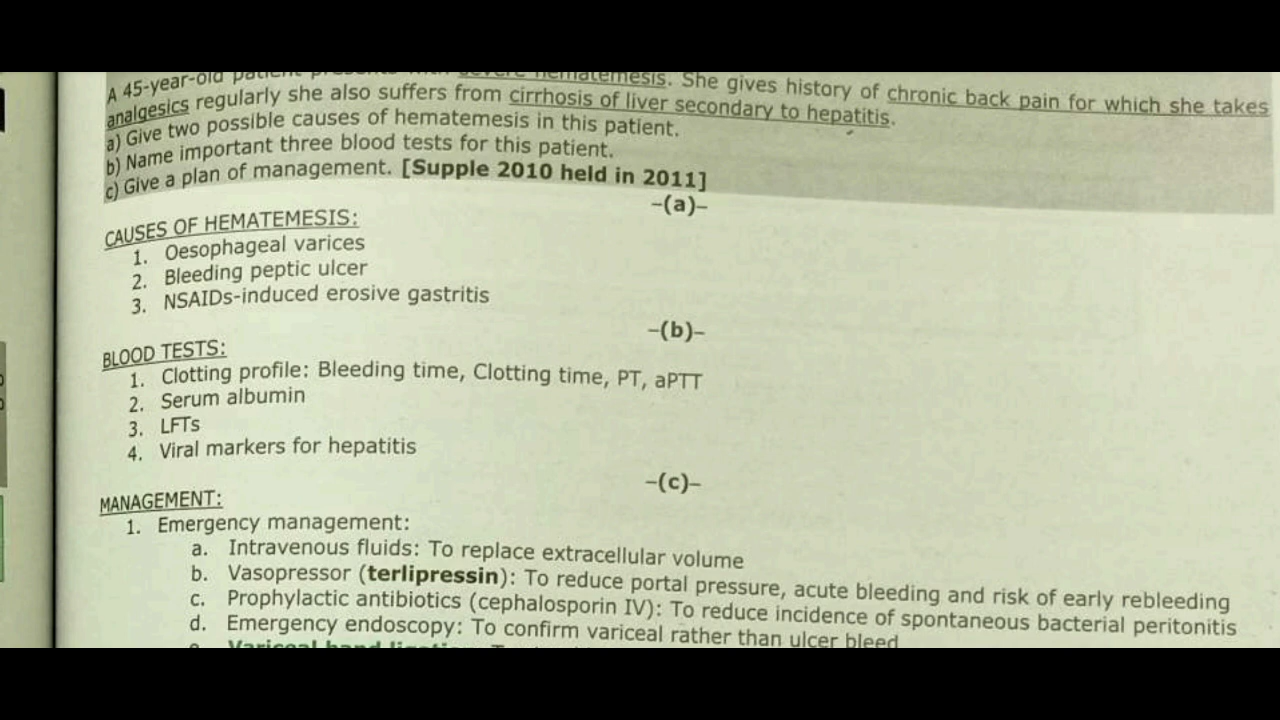 A 45-year-old patient presents with severe hematemesis. She gives history of chronic back pain for which she takes
analgesics regularly she also suffers from cirrhosis of liver secondary to hepatitis.
a) Give two possible causes of hematemesis in this patient.
b) Name important three blood tests for this patient.
c) Give a plan of management. [Supple 2010 held in 2011]
–(a)–
CAUSES OF HEMATEMESIS:
1. Oesophageal varices
2. Bleeding peptic ulcer
3. NSAIDs-induced erosive gastritis
–(b)–
BLOOD TESTS:
1. Clotting profile: Bleeding time, Clotting time, PT, aPTT
2. Serum albumin
3. LFTs
4. Viral markers for hepatitis
–(c)–
MANAGEMENT:
1. Emergency management:
a. Intravenous fluids: To replace extracellular volume
b. Vasopressor (terlipressin): To reduce portal pressure, acute bleeding and risk of early rebleeding
c. Prophylactic antibiotics (cephalosporin IV): To reduce incidence of spontaneous bacterial peritonitis
d. Emergency endoscopy: To confirm variceal rather than ulcer bleed
e. Variceal band ligation: To